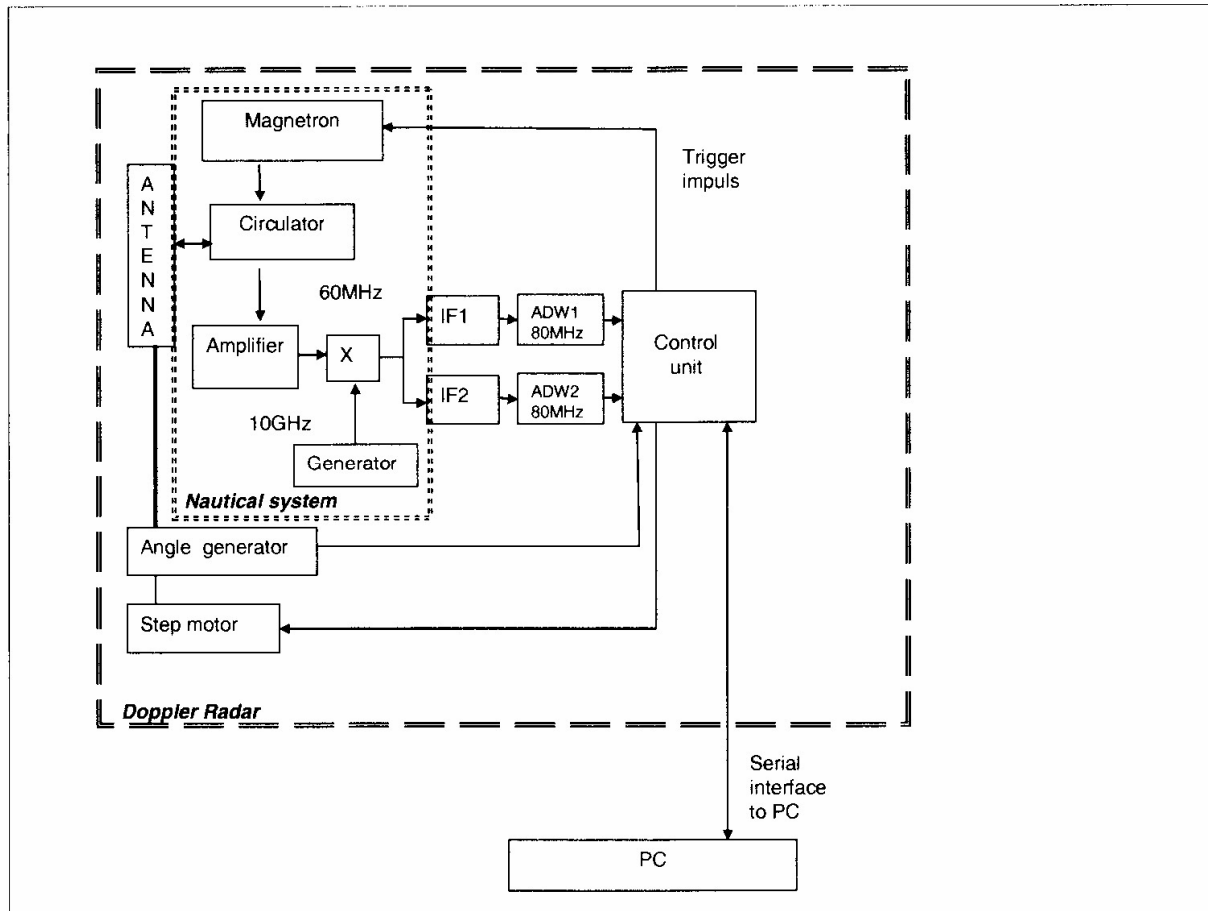 Magnetron
Trigger
impuls
A
N
T
E
N
N
A
Circulator
60MHz
IF1
ADW1
80MHz
Control
unit
Amplifier
X
IF2
ADW2
80MHz
10GHz
Generator
Nautical system
Angle generator
Step motor
Doppler Radar
Serial
interface
to PC
PC